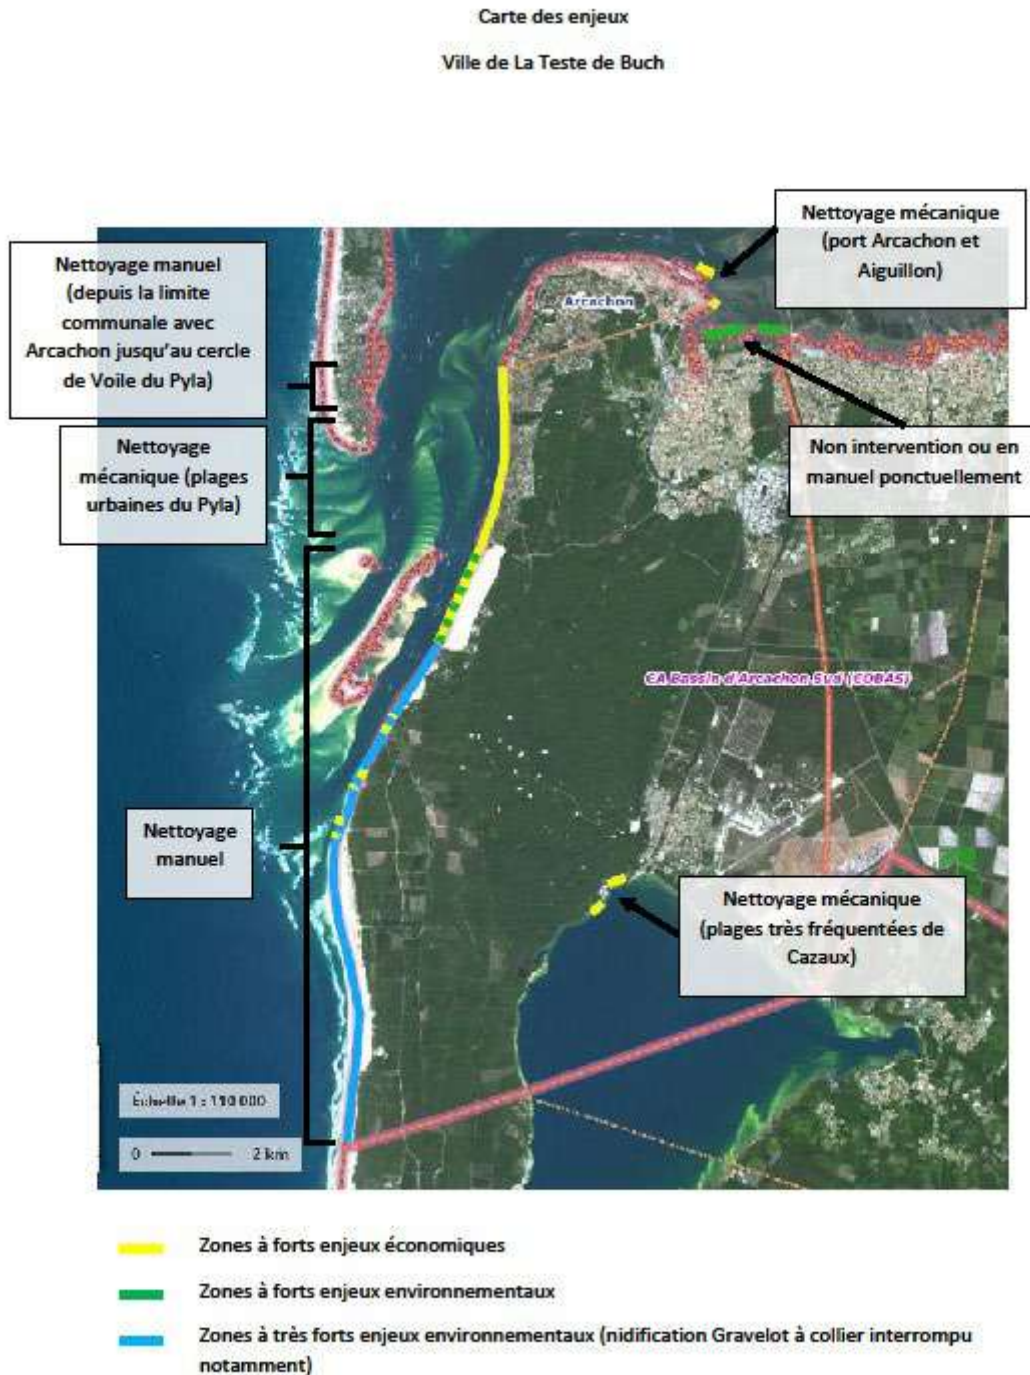 Carte des enjeux
Ville de La Teste de Buch
Nettoyage mécanique
(port Arcachon et
Aiguillon)
Nettoyage manuel
(depuis la limite
communale avec
Arcachon jusqu'au cercle
de Voile du Pyla)
Arcachon
Nettoyage
mécanique (plages
urbaines du Pyla)
Non intervention ou en
manuel ponctuellement
CA Bassin d'Arcachon Sud (COBAS)
Nettoyage
manuel
Nettoyage mécanique
(plages très fréquentées de
Cazaux)
Échelle 1 : 110 000
0 2 km
Zones à forts enjeux économiques
Zones à forts enjeux environnementaux
Zones à très forts enjeux environnementaux (nidification Gravelot à collier interrompu
notamment)